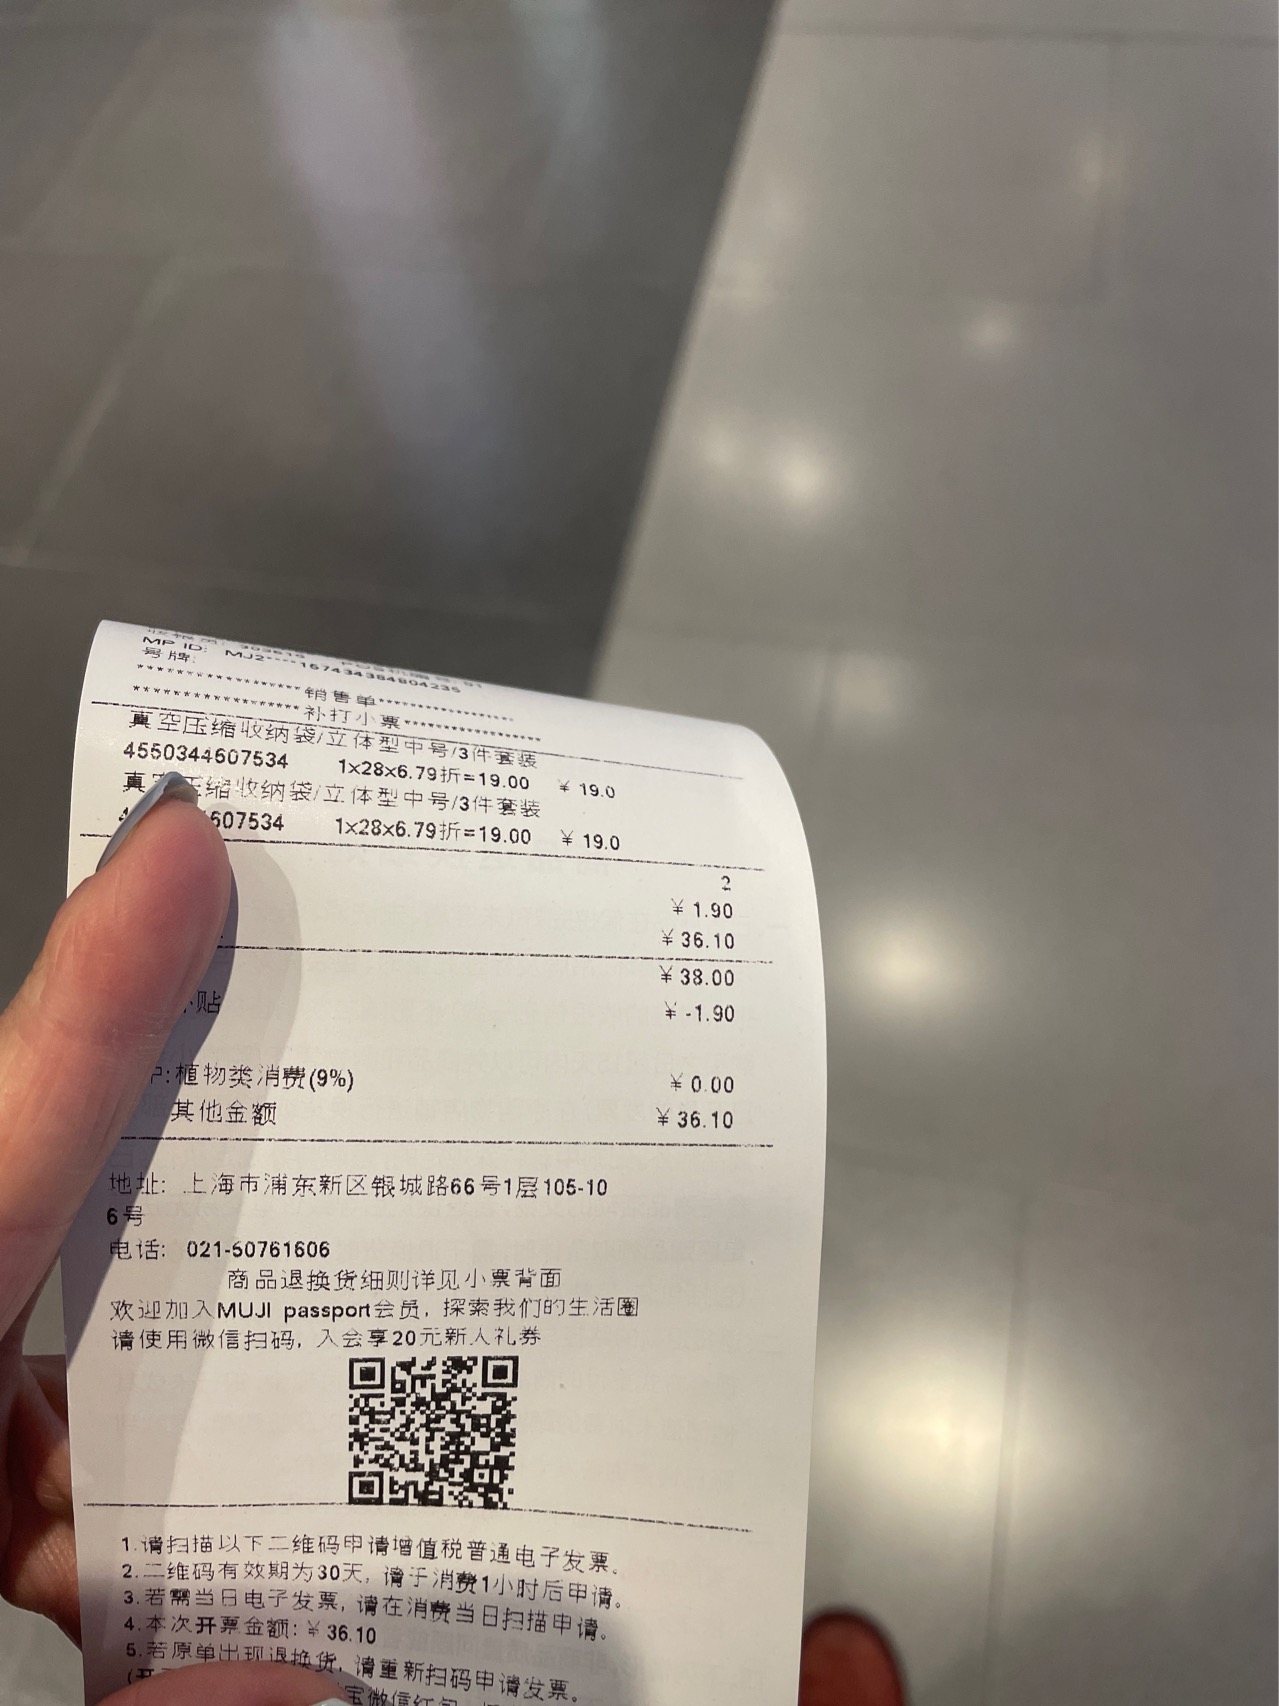 MP ID: MJ2****157434384804235
号牌:
********************销售单********************
********************补打小票********************
真空压缩收纳袋/立体型中号/3件套装
4550344607534 1x28x6.79折=19.00 ¥ 19.0
真空压缩收纳袋/立体型中号/3件套装
607534 1x28x6.79折=19.00 ¥ 19.0
2
¥ 1.90
¥ 36.10
¥ 38.00
贴 ¥ -1.90
:植物类消费(9%) ¥ 0.00
其他金额 ¥ 36.10
地址: 上海市浦东新区银城路66号1层105-10
6号
电话: 021-50761606
商品退换货细则详见小票背面
欢迎加入MUJI passport会员, 探索我们的生活圈
请使用微信扫码, 入会享20元新人礼券
1.请扫描以下二维码申请增值税普通电子发票。
2.二维码有效期为30天, 请于消费1小时后申请。
3.若需当日电子发票, 请在消费当日扫描申请。
4.本次开票金额: ¥ 36.10
5.若原单出现退换货, 请重新扫码申请发票。